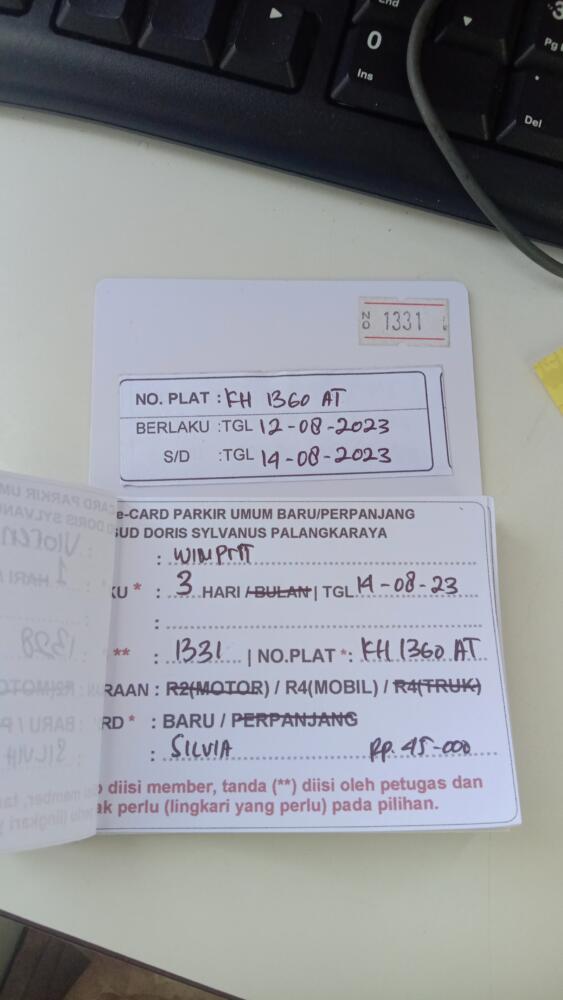 End
0
Ins
3
Pg
.
Del
NO 1331
NO. PLAT : KH 1360 AT
BERLAKU :TGL 12-08-2023
S/D :TGL 14-08-2023
e-CARD PARKIR UMUM BARU/PERPANJANG
SUD DORIS SYLVANUS PALANGKARAYA
:
KU * : 3 HARI /BULAN | TGL 14-08-23
:
** : 1331 | NO.PLAT *: KH 1360 AT
RAAN : R2(MOTOR) / R4(MOBIL) / R4(TRUK)
RD * : BARU / PERPANJANG
: SILVIA Rp. 45-000
diisi member, tanda (**) diisi oleh petugas dan
ak perlu (lingkari yang perlu) pada pilihan.